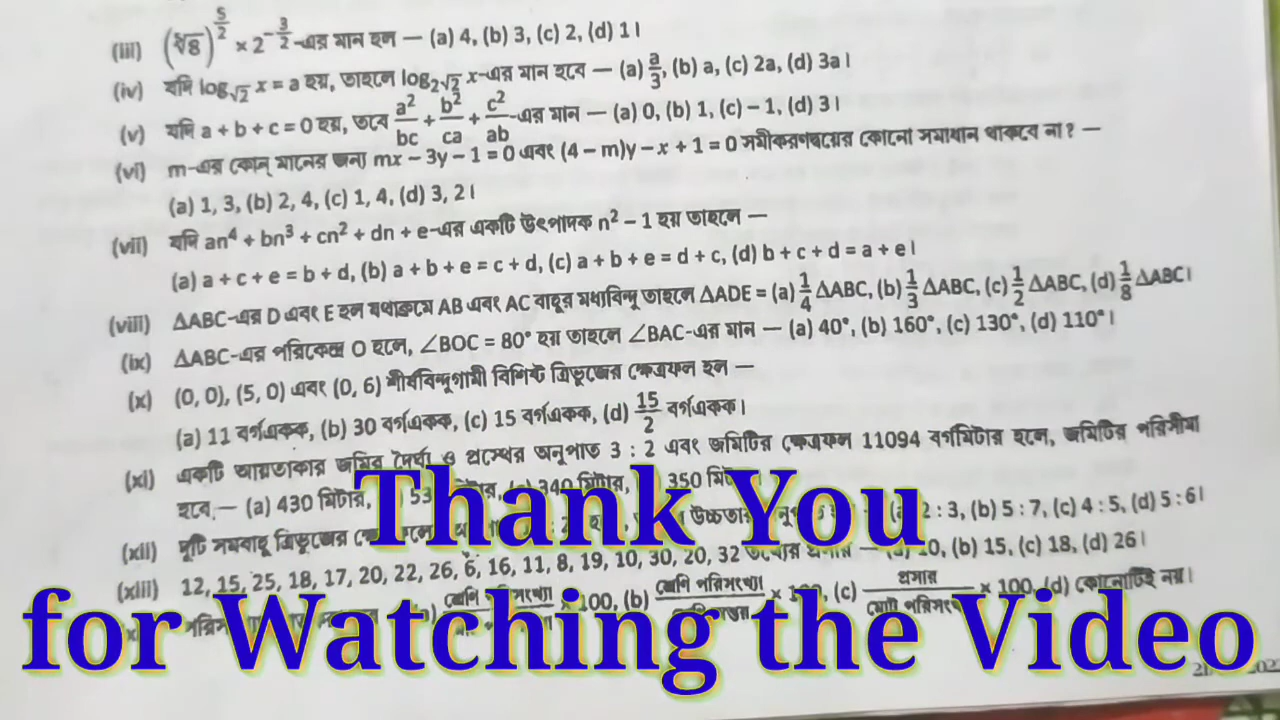 (iii) (∛8)^(5/2) × 2^(-3/2)-এর মান হল — (a) 4, (b) 3, (c) 2, (d) 1।
(iv) যদি log_√2 x = a হয়, তাহলে log_2√2 x-এর মান হবে — (a) a/3, (b) a, (c) 2a, (d) 3a।
(v) যদি a + b + c = 0 হয়, তবে a²/bc + b²/ca + c²/ab-এর মান — (a) 0, (b) 1, (c) – 1, (d) 3।
(vi) m-এর কোন্ মানের জন্য mx – 3y – 1 = 0 এবং (4 – m)y – x + 1 = 0 সমীকরণদ্বয়ের কোনো সমাধান থাকবে না? —
(a) 1, 3, (b) 2, 4, (c) 1, 4, (d) 3, 2।
(vii) যদি an⁴ + bn³ + cn² + dn + e-এর একটি উৎপাদক n² – 1 হয় তাহলে —
(a) a + c + e = b + d, (b) a + b + e = c + d, (c) a + b + e = d + c, (d) b + c + d = a + e।
(viii) ΔABC-এর D এবং E হল যথাক্রমে AB এবং AC বাহুর মধ্যবিন্দু তাহলে ΔADE = (a) 1/4 ΔABC, (b) 1/3 ΔABC, (c) 1/2 ΔABC, (d) 1/8 ΔABC।
(ix) ΔABC-এর পরিকেন্দ্র O হলে, ∠BOC = 80° হয় তাহলে ∠BAC-এর মান — (a) 40°, (b) 160°, (c) 130°, (d) 110°।
(x) (0, 0), (5, 0) এবং (0, 6) শীর্ষবিন্দুগামী বিশিষ্ট ত্রিভুজের ক্ষেত্রফল হল —
(a) 11 বর্গএকক, (b) 30 বর্গএকক, (c) 15 বর্গএকক, (d) 15/2 বর্গএকক।
(xi) একটি আয়তাকার জমির দৈর্ঘ্য ও প্রস্থের অনুপাত 3 : 2 এবং জমিটির ক্ষেত্রফল 11094 বর্গমিটার হলে, জমিটির পরিসীমা
হবে — (a) 430 মিটার, 340 মিটার, 350
(xii) দুটি সমবাহু ত্রিভুজের 2 : 3, (b) 5 : 7, (c) 4 : 5, (d) 5 : 6।
(xiii) 12, 15, 25, 18, 17, 20, 22, 26, 6, 16, 11, 8, 19, 10, 30, 20, 32 (b) 15, (c) 18, (d) 26।
× 100, (b) শ্রেণি পরিসংখ্যা × (c) প্রসার × 100, (d) কোনোটিই নয়।
Thank You
for Watching the Video